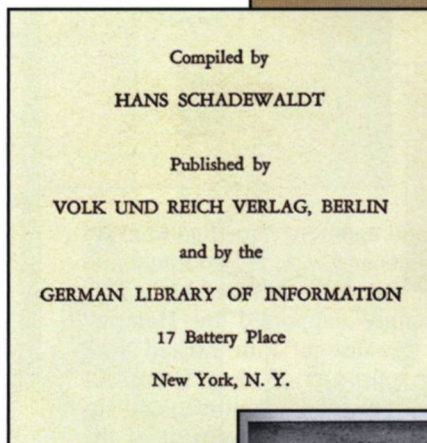 Compiled by
HANS SCHADEWALDT
Published by
VOLK UND REICH VERLAG, BERLIN
and by the
GERMAN LIBRARY OF INFORMATION
17 Battery Place
New York, N. Y.